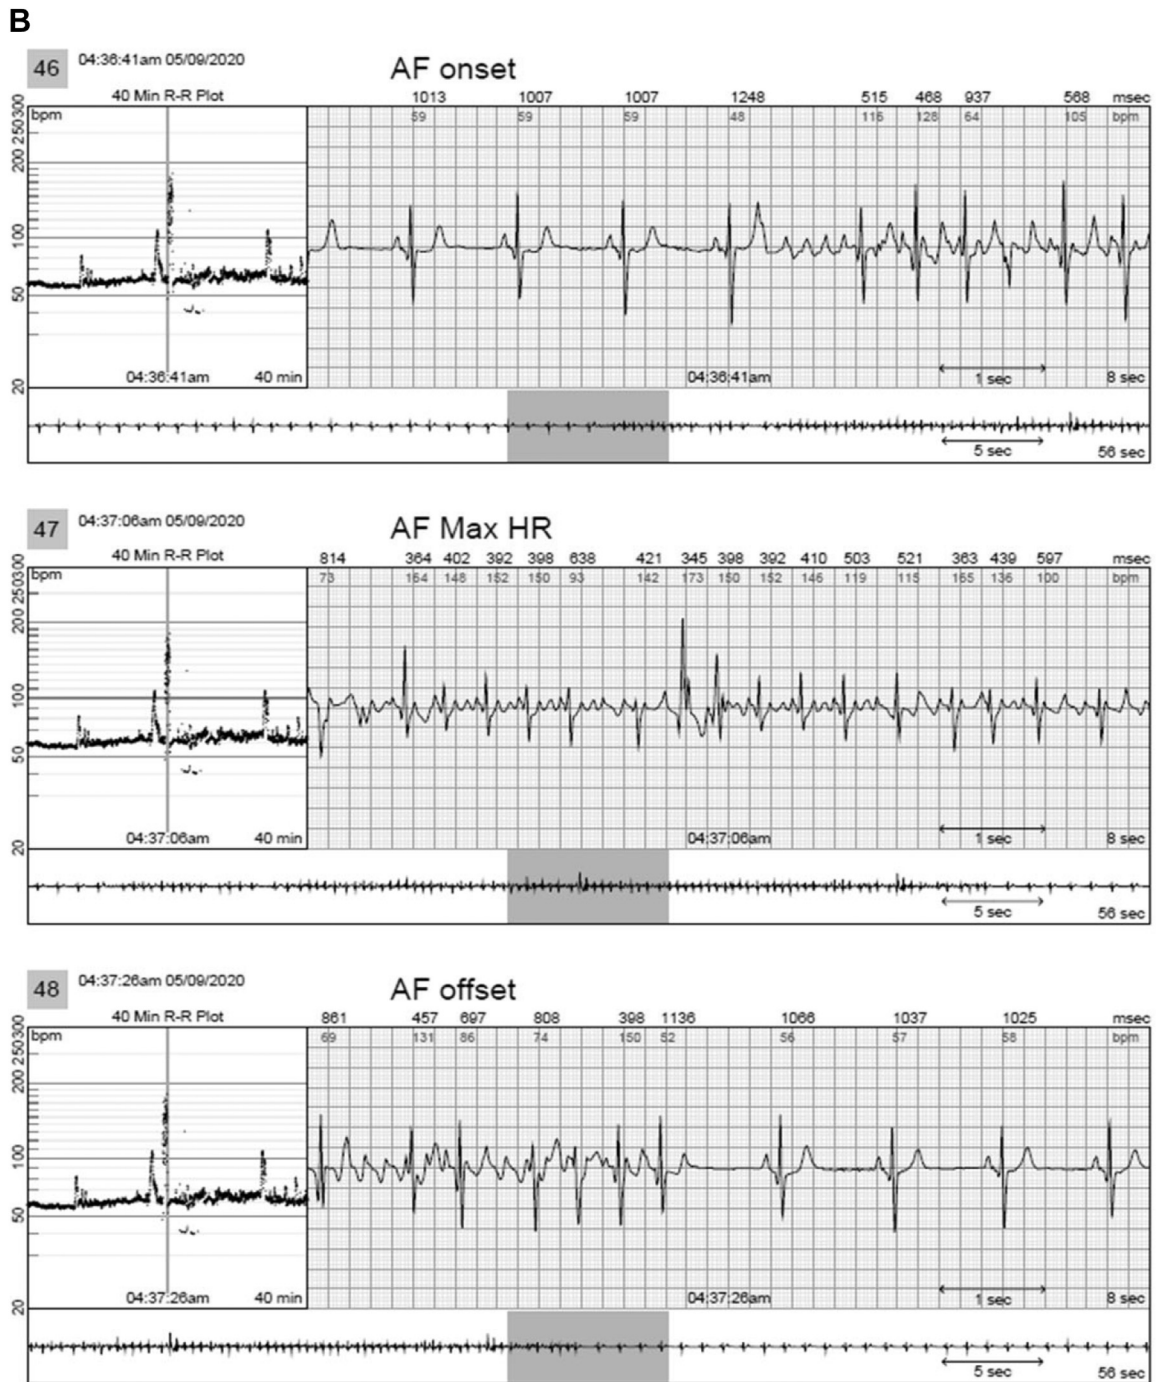 B
46 04:36:41am 05/09/2020 AF onset
40 Min R-R Plot 1013 1007 1007 1248 515 468 937 568 msec
bpm 59 59 59 48 116 128 64 105 bpm
300
250
200
100
50
20
04:36:41am 40 min 04:36:41am 1 sec 8 sec
5 sec 56 sec
47 04:37:06am 05/09/2020 AF Max HR
40 Min R-R Plot 814 364 402 392 398 638 421 345 398 392 410 503 521 363 439 597 msec
bpm 73 164 148 152 150 93 142 173 150 152 146 119 115 165 136 100 bpm
300
250
200
100
50
20
04:37:06am 40 min 04:37:06am 1 sec 8 sec
5 sec 56 sec
48 04:37:26am 05/09/2020 AF offset
40 Min R-R Plot 861 457 697 808 398 1136 1066 1037 1025 msec
bpm 69 131 86 74 150 52 56 57 58 bpm
300
250
200
100
50
20
04:37:26am 40 min 04:37:26am 1 sec 8 sec
5 sec 56 sec